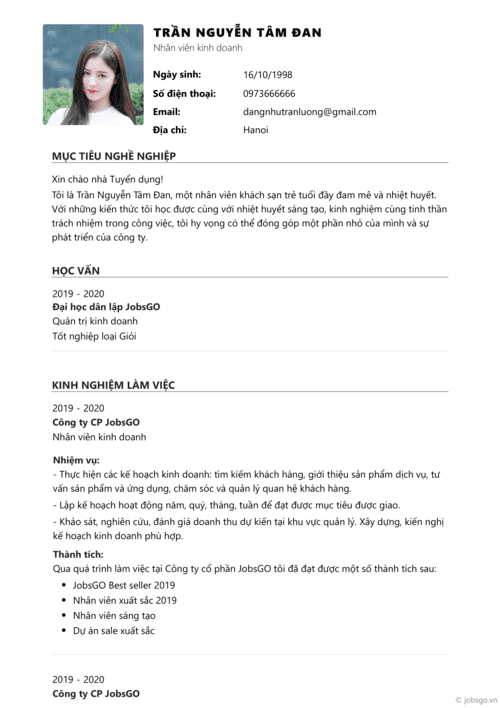 TRẦN NGUYỄN TÂM ĐAN
Nhân viên kinh doanh
Ngày sinh: 16/10/1998
Số điện thoại: 0973666666
Email: dangnhutranluong@gmail.com
Địa chỉ: Hanoi
MỤC TIÊU NGHỀ NGHIỆP
Xin chào nhà Tuyển dụng!
Tôi là Trần Nguyễn Tâm Đan, một nhân viên khách sạn trẻ tuổi đầy đam mê và nhiệt huyết.
Với những kiến thức tôi học được cùng với nhiệt huyết sáng tạo, kinh nghiệm cùng tinh thần
trách nhiệm trong công việc, tôi hy vọng có thể đóng góp một phần nhỏ của mình và sự
phát triển của công ty.
HỌC VẤN
2019 - 2020
Đại học dân lập JobsGO
Quản trị kinh doanh
Tốt nghiệp loại Giỏi
KINH NGHIỆM LÀM VIỆC
2019 - 2020
Công ty CP JobsGO
Nhân viên kinh doanh
Nhiệm vụ:
- Thực hiện các kế hoạch kinh doanh: tìm kiếm khách hàng, giới thiệu sản phẩm dịch vụ, tư
vấn sản phẩm và ứng dụng, chăm sóc và quản lý quan hệ khách hàng.
- Lập kế hoạch hoạt động năm, quý, tháng, tuần để đạt được mục tiêu được giao.
- Khảo sát, nghiên cứu, đánh giá doanh thu dự kiến tại khu vực quản lý. Xây dựng, kiến nghị
kế hoạch kinh doanh phù hợp.
Thành tích:
Qua quá trình làm việc tại Công ty cổ phần JobsGO tôi đã đạt được một số thành tích sau:
• JobsGO Best seller 2019
• Nhân viên xuất sắc 2019
• Nhân viên sáng tạo
• Dự án sale xuất sắc
2019 - 2020
Công ty CP JobsGO
© jobsgo.vn